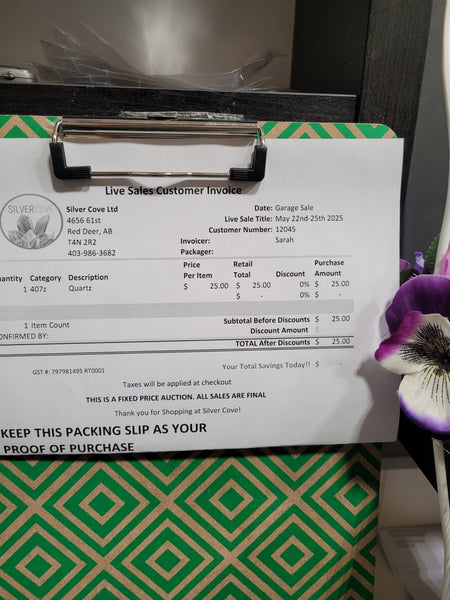 Live Sales Customer Invoice
SILVERCOVE
Silver Cove Ltd
4656 61st
Red Deer, AB
T4N 2R2
403-986-3682
Date: Garage Sale
Live Sale Title: May 22nd-25th 2025
Customer Number: 12045
Invoicer: Sarah
Packager:
uantity Category Description Price Per Item Retail Total Discount Purchase Amount
1 407z Quartz $ 25.00 $ 25.00 0% $ 25.00
$ - 0% $ -
1 Item Count
Subtotal Before Discounts $ 25.00
ONFIRMED BY: Discount Amount $
TOTAL After Discounts $ 25.00
GST #: 797981495 RT0001
Your Total Savings Today!! $ -
Taxes will be applied at checkout
THIS IS A FIXED PRICE AUCTION. ALL SALES ARE FINAL
Thank you for Shopping at Silver Cove!
KEEP THIS PACKING SLIP AS YOUR
PROOF OF PURCHASE